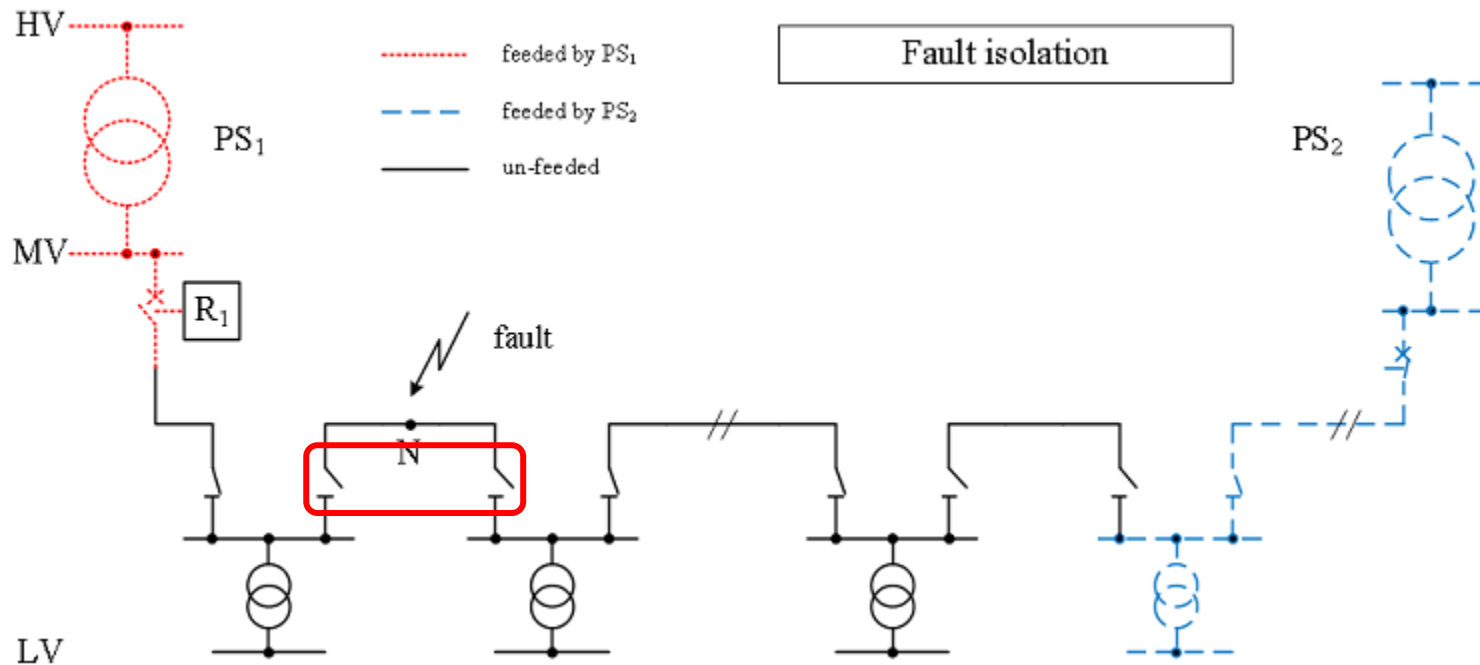 HV
feeded by PS₁
Fault isolation
PS₁
feeded by PS₂
PS₂
un-feeded
MV
R₁
fault
N
LV